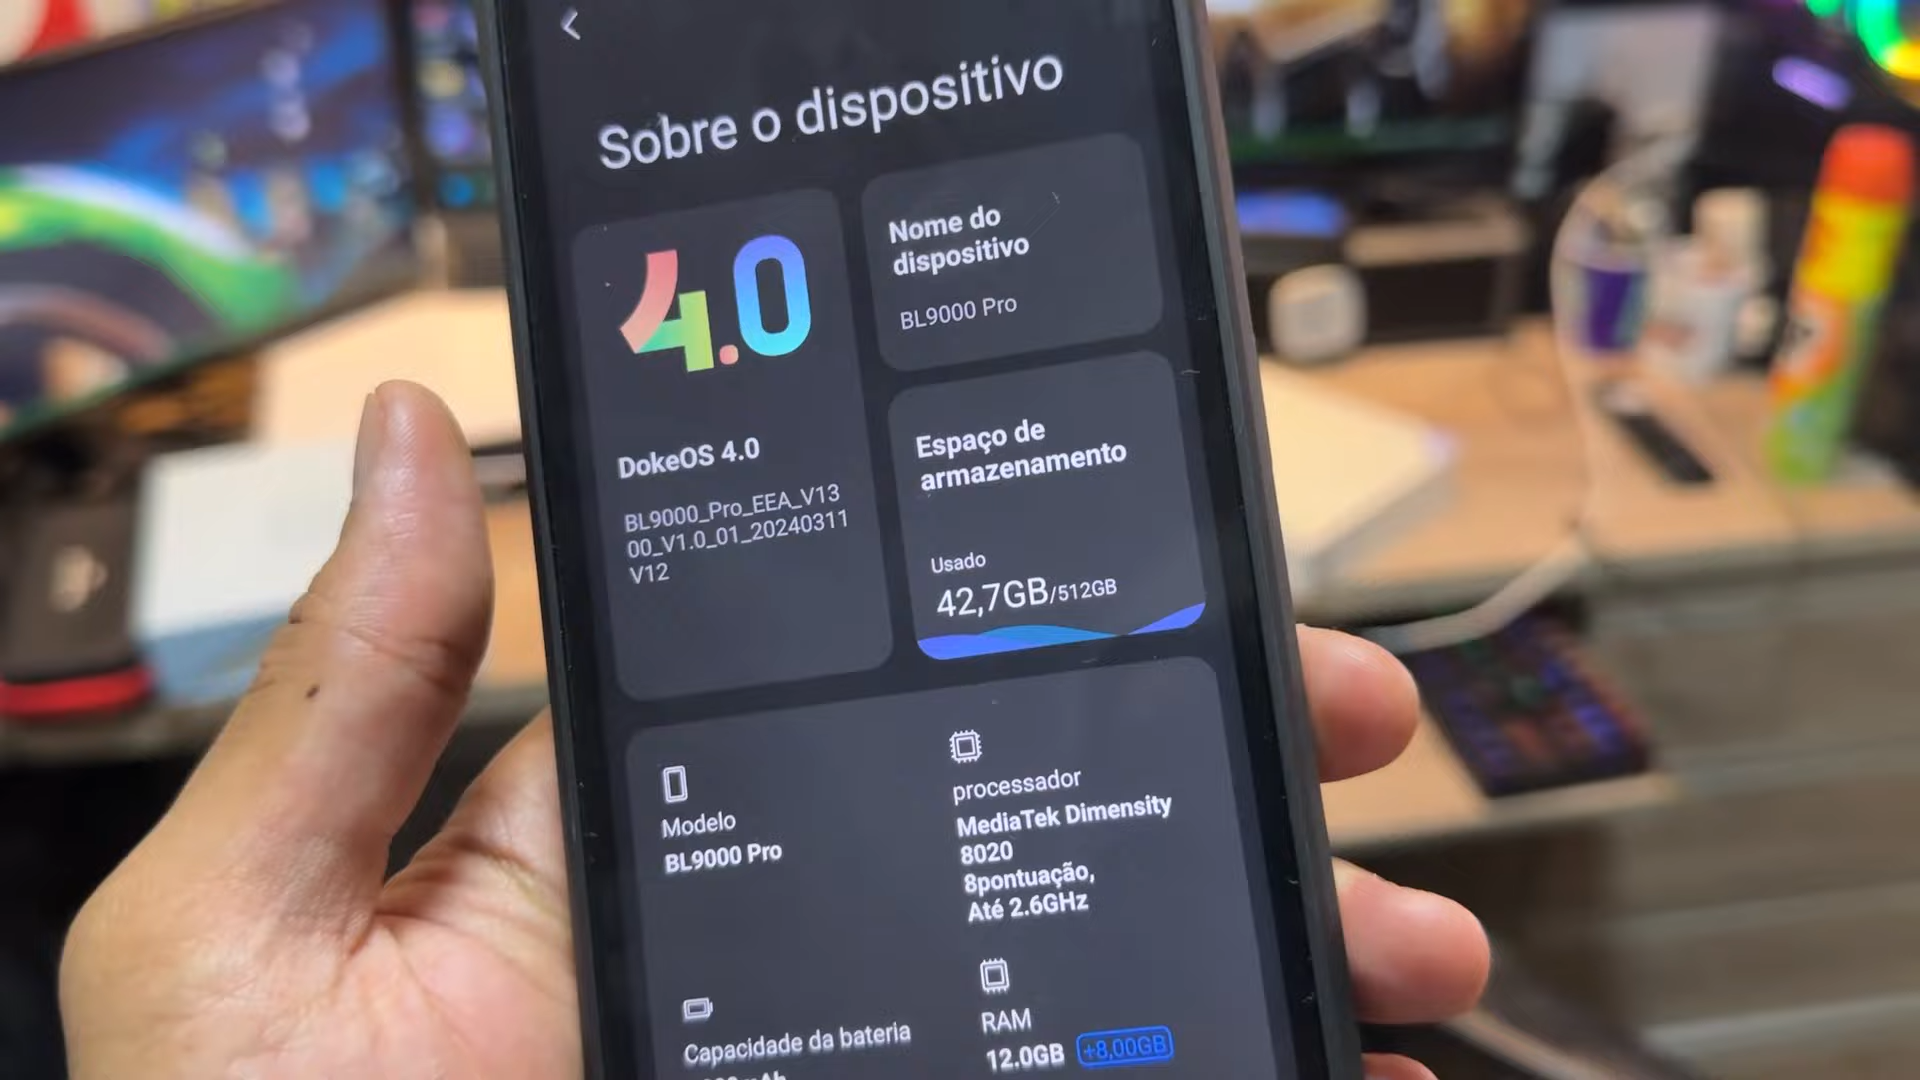 Sobre o dispositivo
4.0
DokeOS 4.0
BL9000_Pro_EEA_V13
00_V1.0_01_20240311
V12
Nome do
dispositivo
BL9000 Pro
Espaço de
armazenamento
Usado
42,7GB/512GB
Modelo
BL9000 Pro
processador
MediaTek Dimensity
8020
8pontuação,
Até 2.6GHz
Capacidade da bateria
RAM
12.0GB +8,00GB